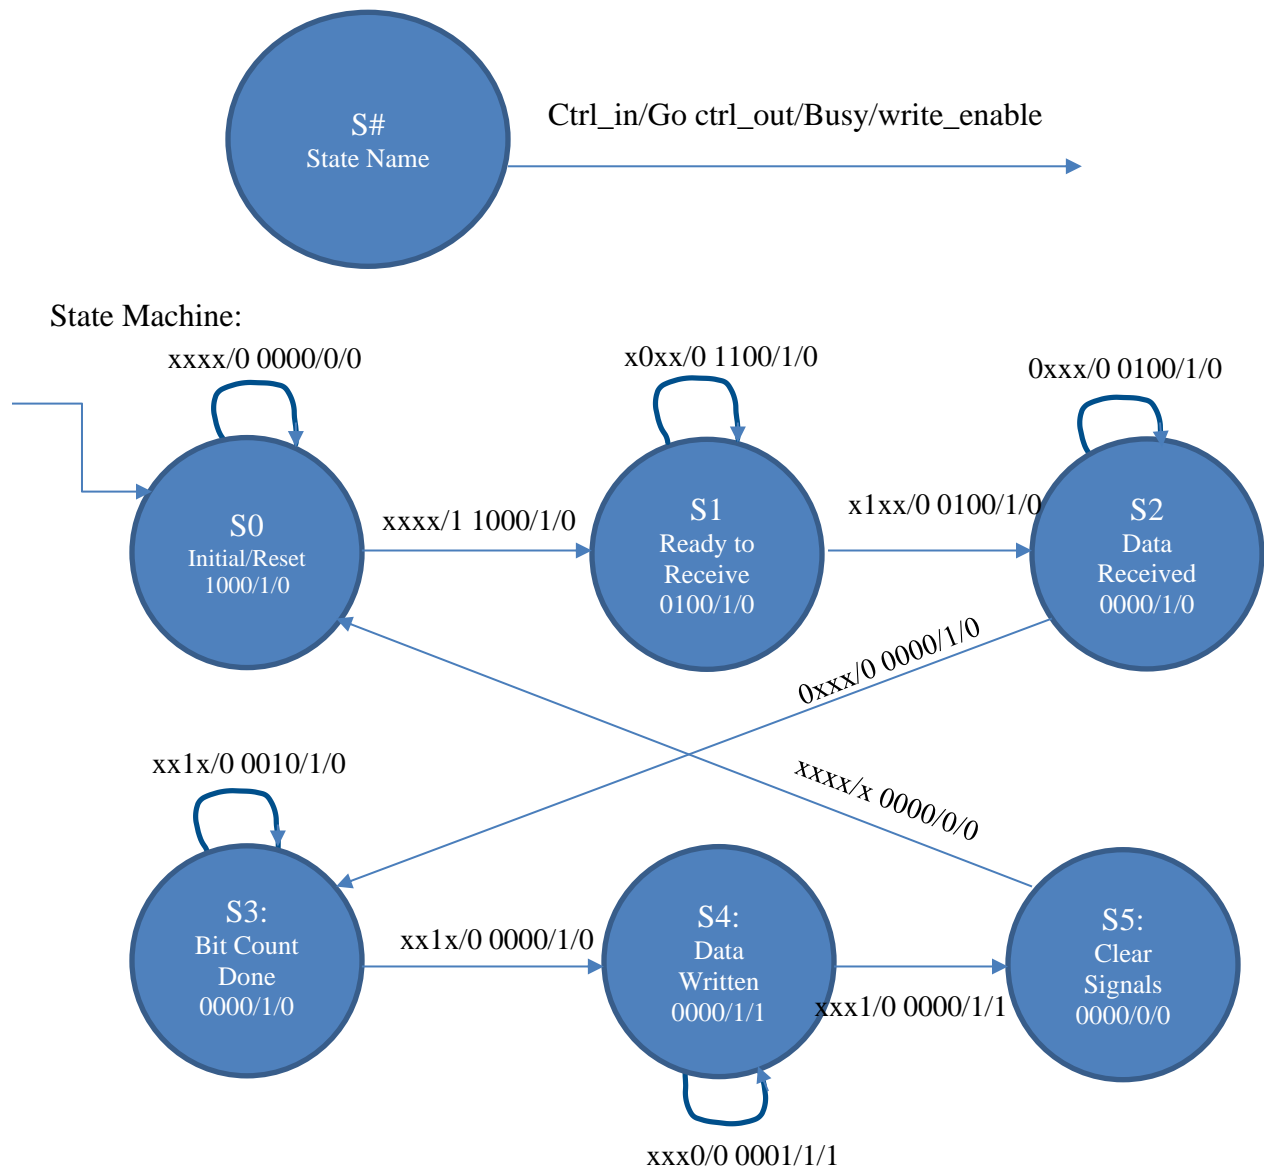 S#
State Name
Ctrl_in/Go ctrl_out/Busy/write_enable
State Machine:
xxxx/0 0000/0/0
x0xx/0 1100/1/0
0xxx/0 0100/1/0
S0
Initial/Reset
1000/1/0
xxxx/1 1000/1/0
S1
Ready to
Receive
0100/1/0
x1xx/0 0100/1/0
S2
Data
Received
0000/1/0
0xxx/0 0000/1/0
xxxx/x 0000/0/0
xx1x/0 0010/1/0
S3:
Bit Count
Done
0000/1/0
xx1x/0 0000/1/0
S4:
Data
Written
0000/1/1
xxx1/0 0000/1/1
S5:
Clear
Signals
0000/0/0
xxx0/0 0001/1/1